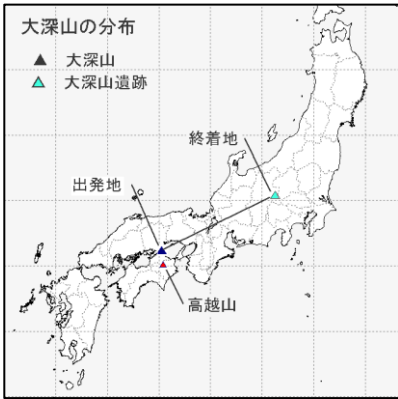 大深山の分布
大深山
大深山遺跡
終着地
出発地
高越山